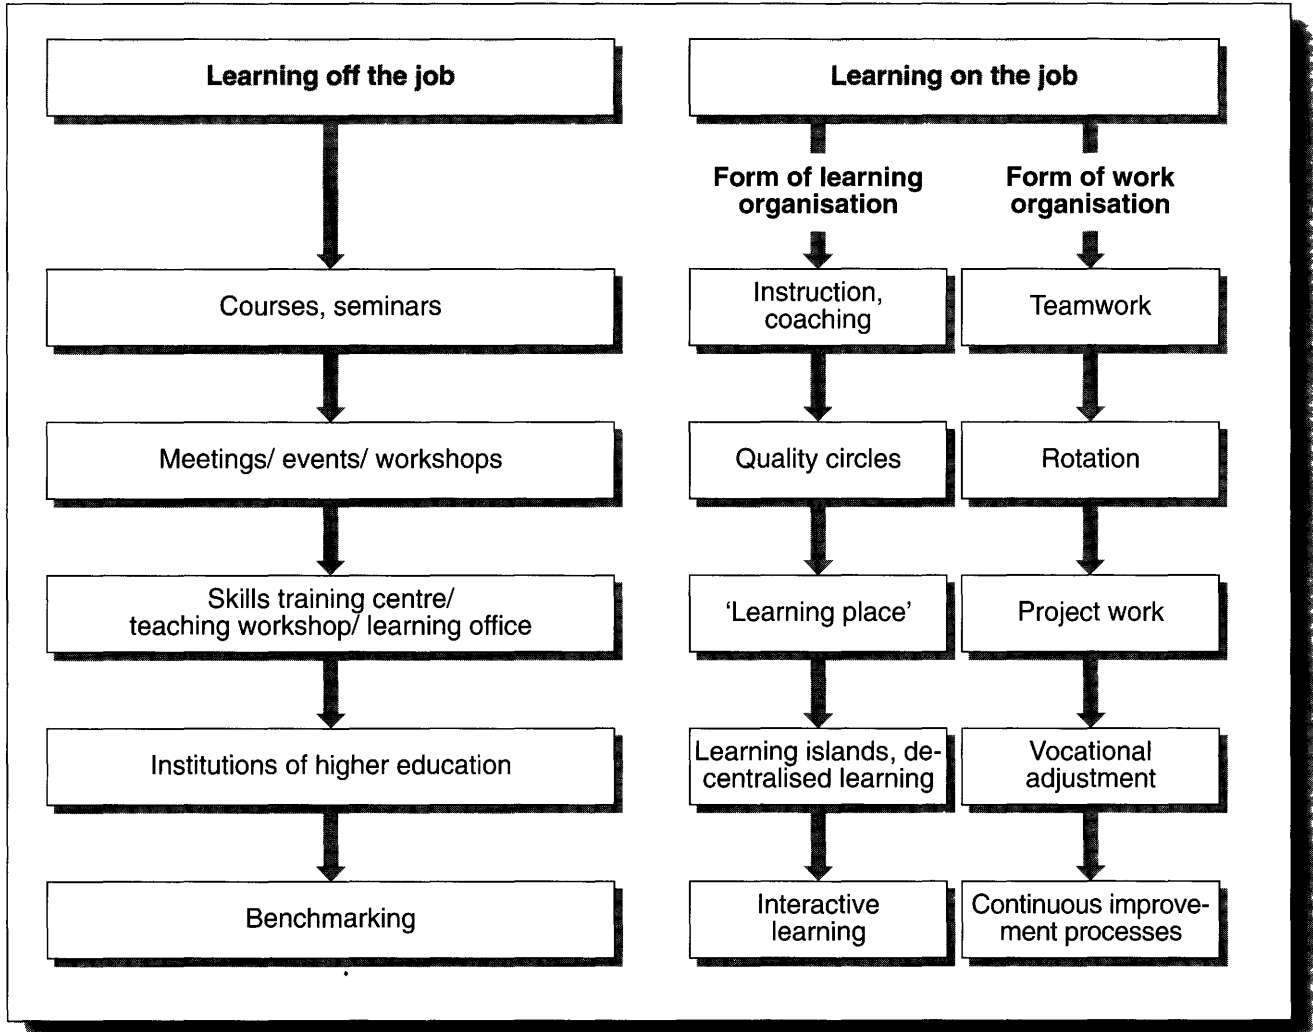 Learning off the job
Learning on the job
Form of learning
organisation
Form of work
organisation
Courses, seminars
Instruction,
coaching
Teamwork
Meetings/ events/ workshops
Quality circles
Rotation
Skills training centre/
teaching workshop/ learning office
‘Learning place’
Project work
Institutions of higher education
Learning islands, de-
centralised learning
Vocational
adjustment
Benchmarking
Interactive
learning
Continuous improve-
ment processes